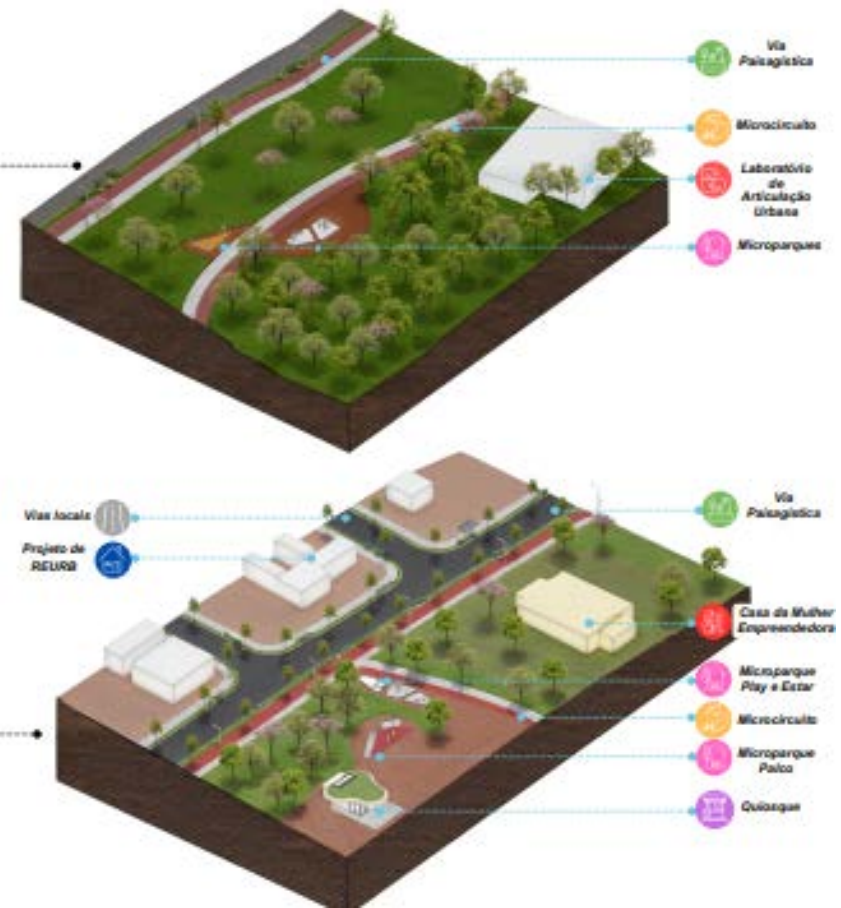 Via
Paisagística
Microcircuito
Laboratório
de
Articulação
Urbana
Microparques
Vias locais
Projeto de
REURB
Via
Paisagística
Casa da Mulher
Empreendedora
Microparque
Play e Estar
Microcircuito
Microparque
Palco
Quiosque